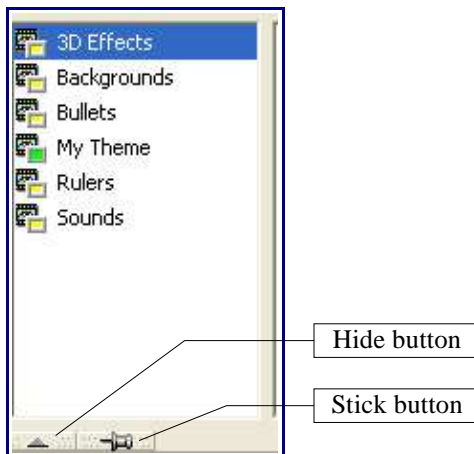 3D Effects
Backgrounds
Bullets
My Theme
Rulers
Sounds
Hide button
Stick button